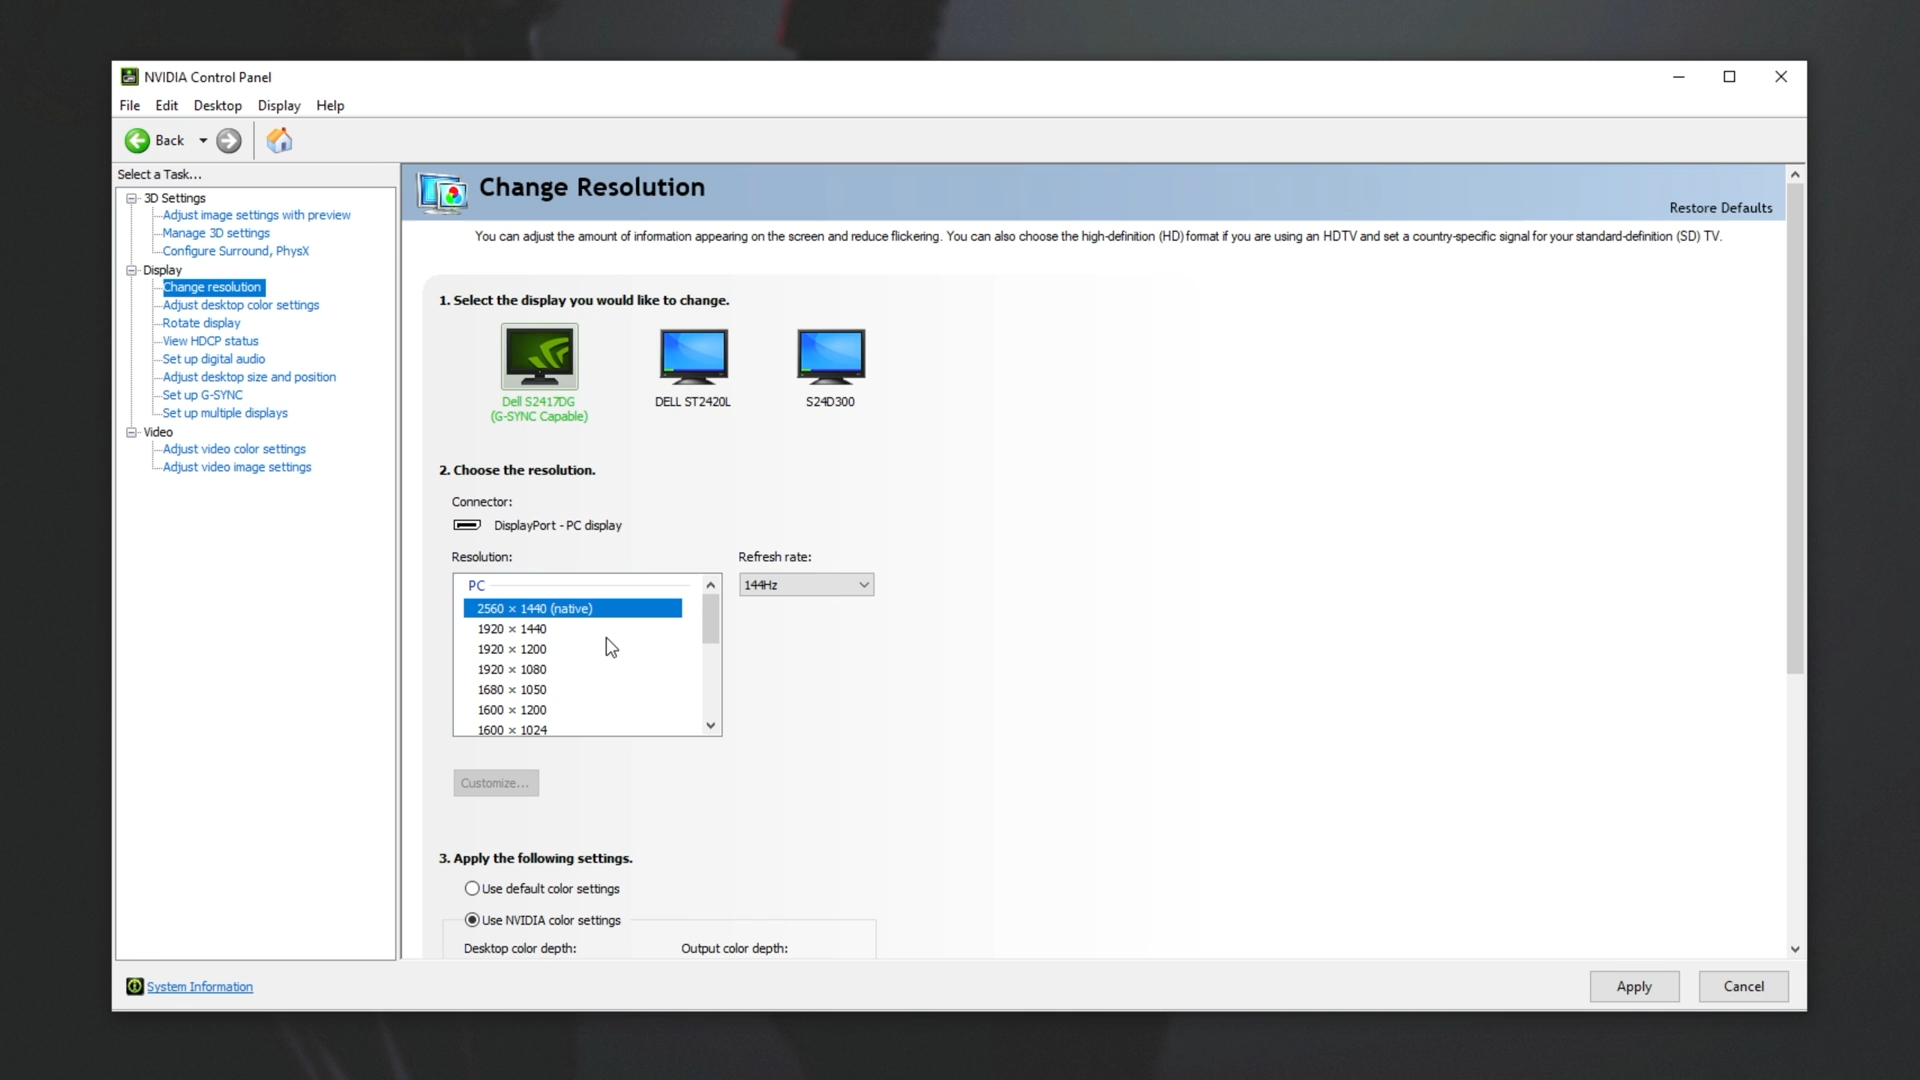 NVIDIA Control Panel
File Edit Desktop Display Help
Back
Select a Task...
3D Settings
Adjust image settings with preview
Manage 3D settings
Configure Surround, PhysX
Display
Change resolution
Adjust desktop color settings
Rotate display
View HDCP status
Set up digital audio
Adjust desktop size and position
Set up G-SYNC
Set up multiple displays
Video
Adjust video color settings
Adjust video image settings
System Information
Change Resolution
Restore Defaults
You can adjust the amount of information appearing on the screen and reduce flickering. You can also choose the high-definition (HD) format if you are using an HDTV and set a country-specific signal for your standard-definition (SD) TV.
1. Select the display you would like to change.
Dell S2417DG
(G-SYNC Capable)
DELL ST2420L
S24D300
2. Choose the resolution.
Connector:
DisplayPort - PC display
Resolution:
Refresh rate:
PC
144Hz
2560 × 1440 (native)
1920 × 1440
1920 × 1200
1920 × 1080
1680 × 1050
1600 × 1200
1600 × 1024
Customize...
3. Apply the following settings.
Use default color settings
Use NVIDIA color settings
Desktop color depth:
Output color depth:
Apply
Cancel